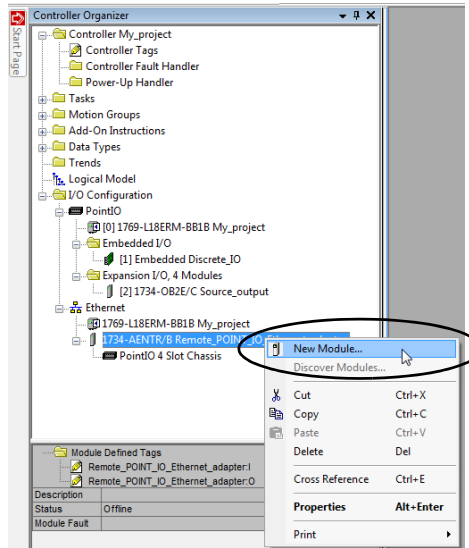 Controller Organizer
Start Page
Controller My_project
Controller Tags
Controller Fault Handler
Power-Up Handler
Tasks
Motion Groups
Add-On Instructions
Data Types
Trends
Logical Model
I/O Configuration
PointIO
[0] 1769-L18ERM-BB1B My_project
Embedded I/O
[1] Embedded Discrete_IO
Expansion I/O, 4 Modules
[2] 1734-OB2E/C Source_output
Ethernet
1769-L18ERM-BB1B My_project
1734-AENTR/B Remote_POINT_IO_
PointIO 4 Slot Chassis
New Module...
Discover Modules...
Cut Ctrl+X
Copy Ctrl+C
Paste Ctrl+V
Delete Del
Cross Reference Ctrl+E
Properties Alt+Enter
Print
Module Defined Tags
Remote_POINT_IO_Ethernet_adapter:I
Remote_POINT_IO_Ethernet_adapter:O
Description
Status Offline
Module Fault